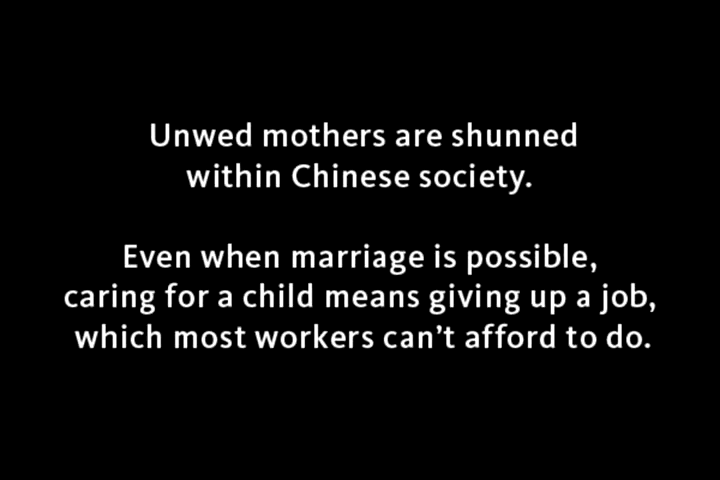 Unwed mothers are shunned
within Chinese society.
Even when marriage is possible,
caring for a child means giving up a job,
which most workers can’t afford to do.